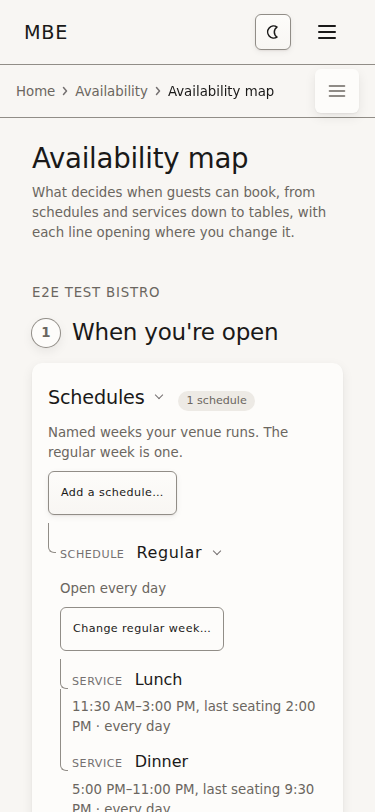 MBE
Home > Availability > Availability map
Availability map
What decides when guests can book, from
schedules and services down to tables, with
each line opening where you change it.
E2E TEST BISTRO
1 When you're open
Schedules 1 schedule
Named weeks your venue runs. The
regular week is one.
Add a schedule...
SCHEDULE Regular
Open every day
Change regular week...
SERVICE Lunch
11:30 AM–3:00 PM, last seating 2:00
PM · every day
SERVICE Dinner
5:00 PM–11:00 PM, last seating 9:30
PM · every day